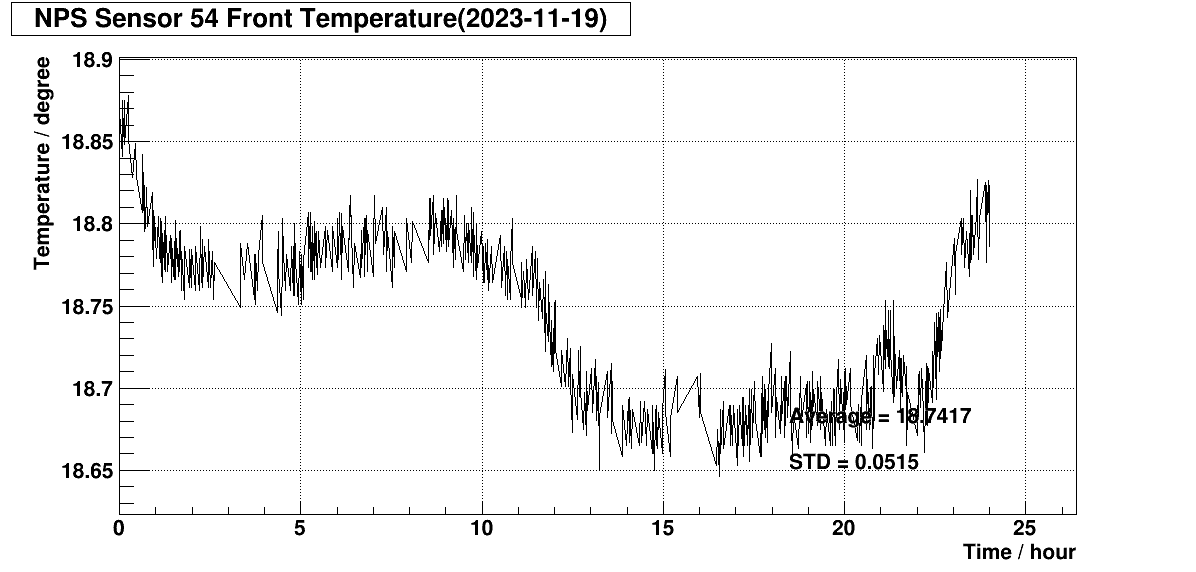 NPS Sensor 54 Front Temperature(2023-11-19)
Temperature / degree
18.9
18.85
18.8
18.75
18.7
18.65
Average = 18.7417
STD = 0.0515
0 5 10 15 20 25
Time / hour